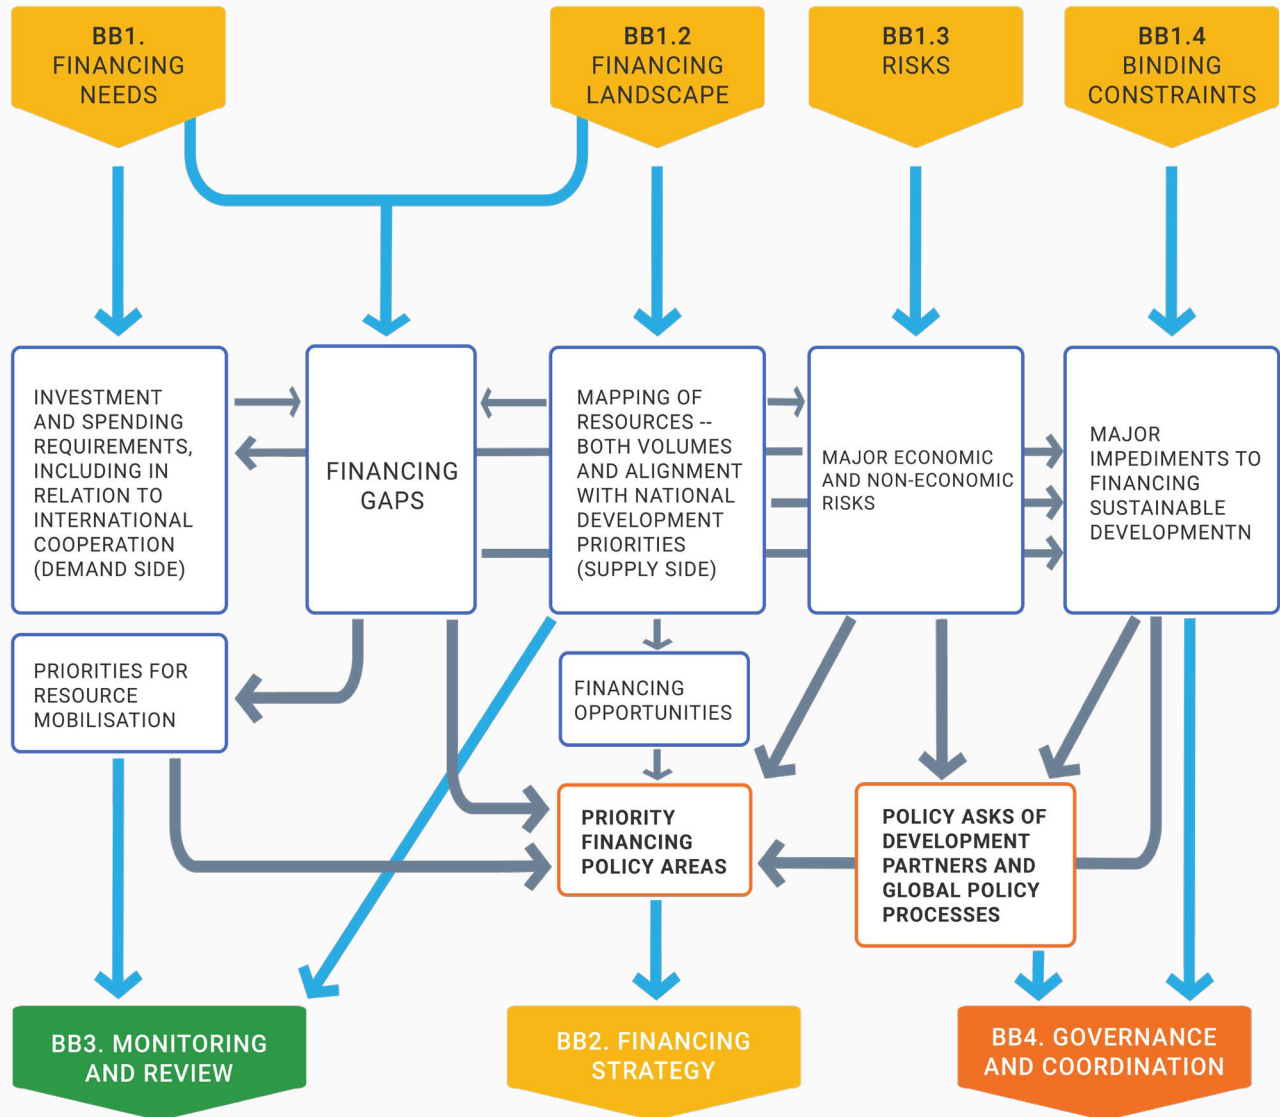 BB1.
FINANCING
NEEDS
BB1.2
FINANCING
LANDSCAPE
BB1.3
RISKS
BB1.4
BINDING
CONSTRAINTS
INVESTMENT
AND SPENDING
REQUIREMENTS,
INCLUDING IN
RELATION TO
INTERNATIONAL
COOPERATION
(DEMAND SIDE)
FINANCING
GAPS
MAPPING OF
RESOURCES --
BOTH VOLUMES
AND ALIGNMENT
WITH NATIONAL
DEVELOPMENT
PRIORITIES
(SUPPLY SIDE)
MAJOR ECONOMIC
AND NON-ECONOMIC
RISKS
MAJOR
IMPEDIMENTS TO
FINANCING
SUSTAINABLE
DEVELOPMENTN
PRIORITIES FOR
RESOURCE
MOBILISATION
FINANCING
OPPORTUNITIES
PRIORITY
FINANCING
POLICY AREAS
POLICY ASKS OF
DEVELOPMENT
PARTNERS AND
GLOBAL POLICY
PROCESSES
BB3. MONITORING
AND REVIEW
BB2. FINANCING
STRATEGY
BB4. GOVERNANCE
AND COORDINATION